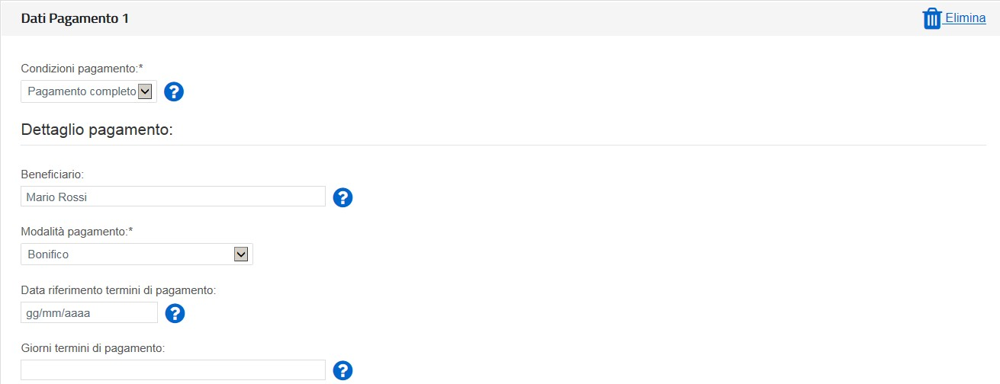 Dati Pagamento 1 Elimina
Condizioni pagamento:*
Pagamento completo
Dettaglio pagamento:
Beneficiario:
Mario Rossi
Modalità pagamento:*
Bonifico
Data riferimento termini di pagamento:
gg/mm/aaaa
Giorni termini di pagamento: